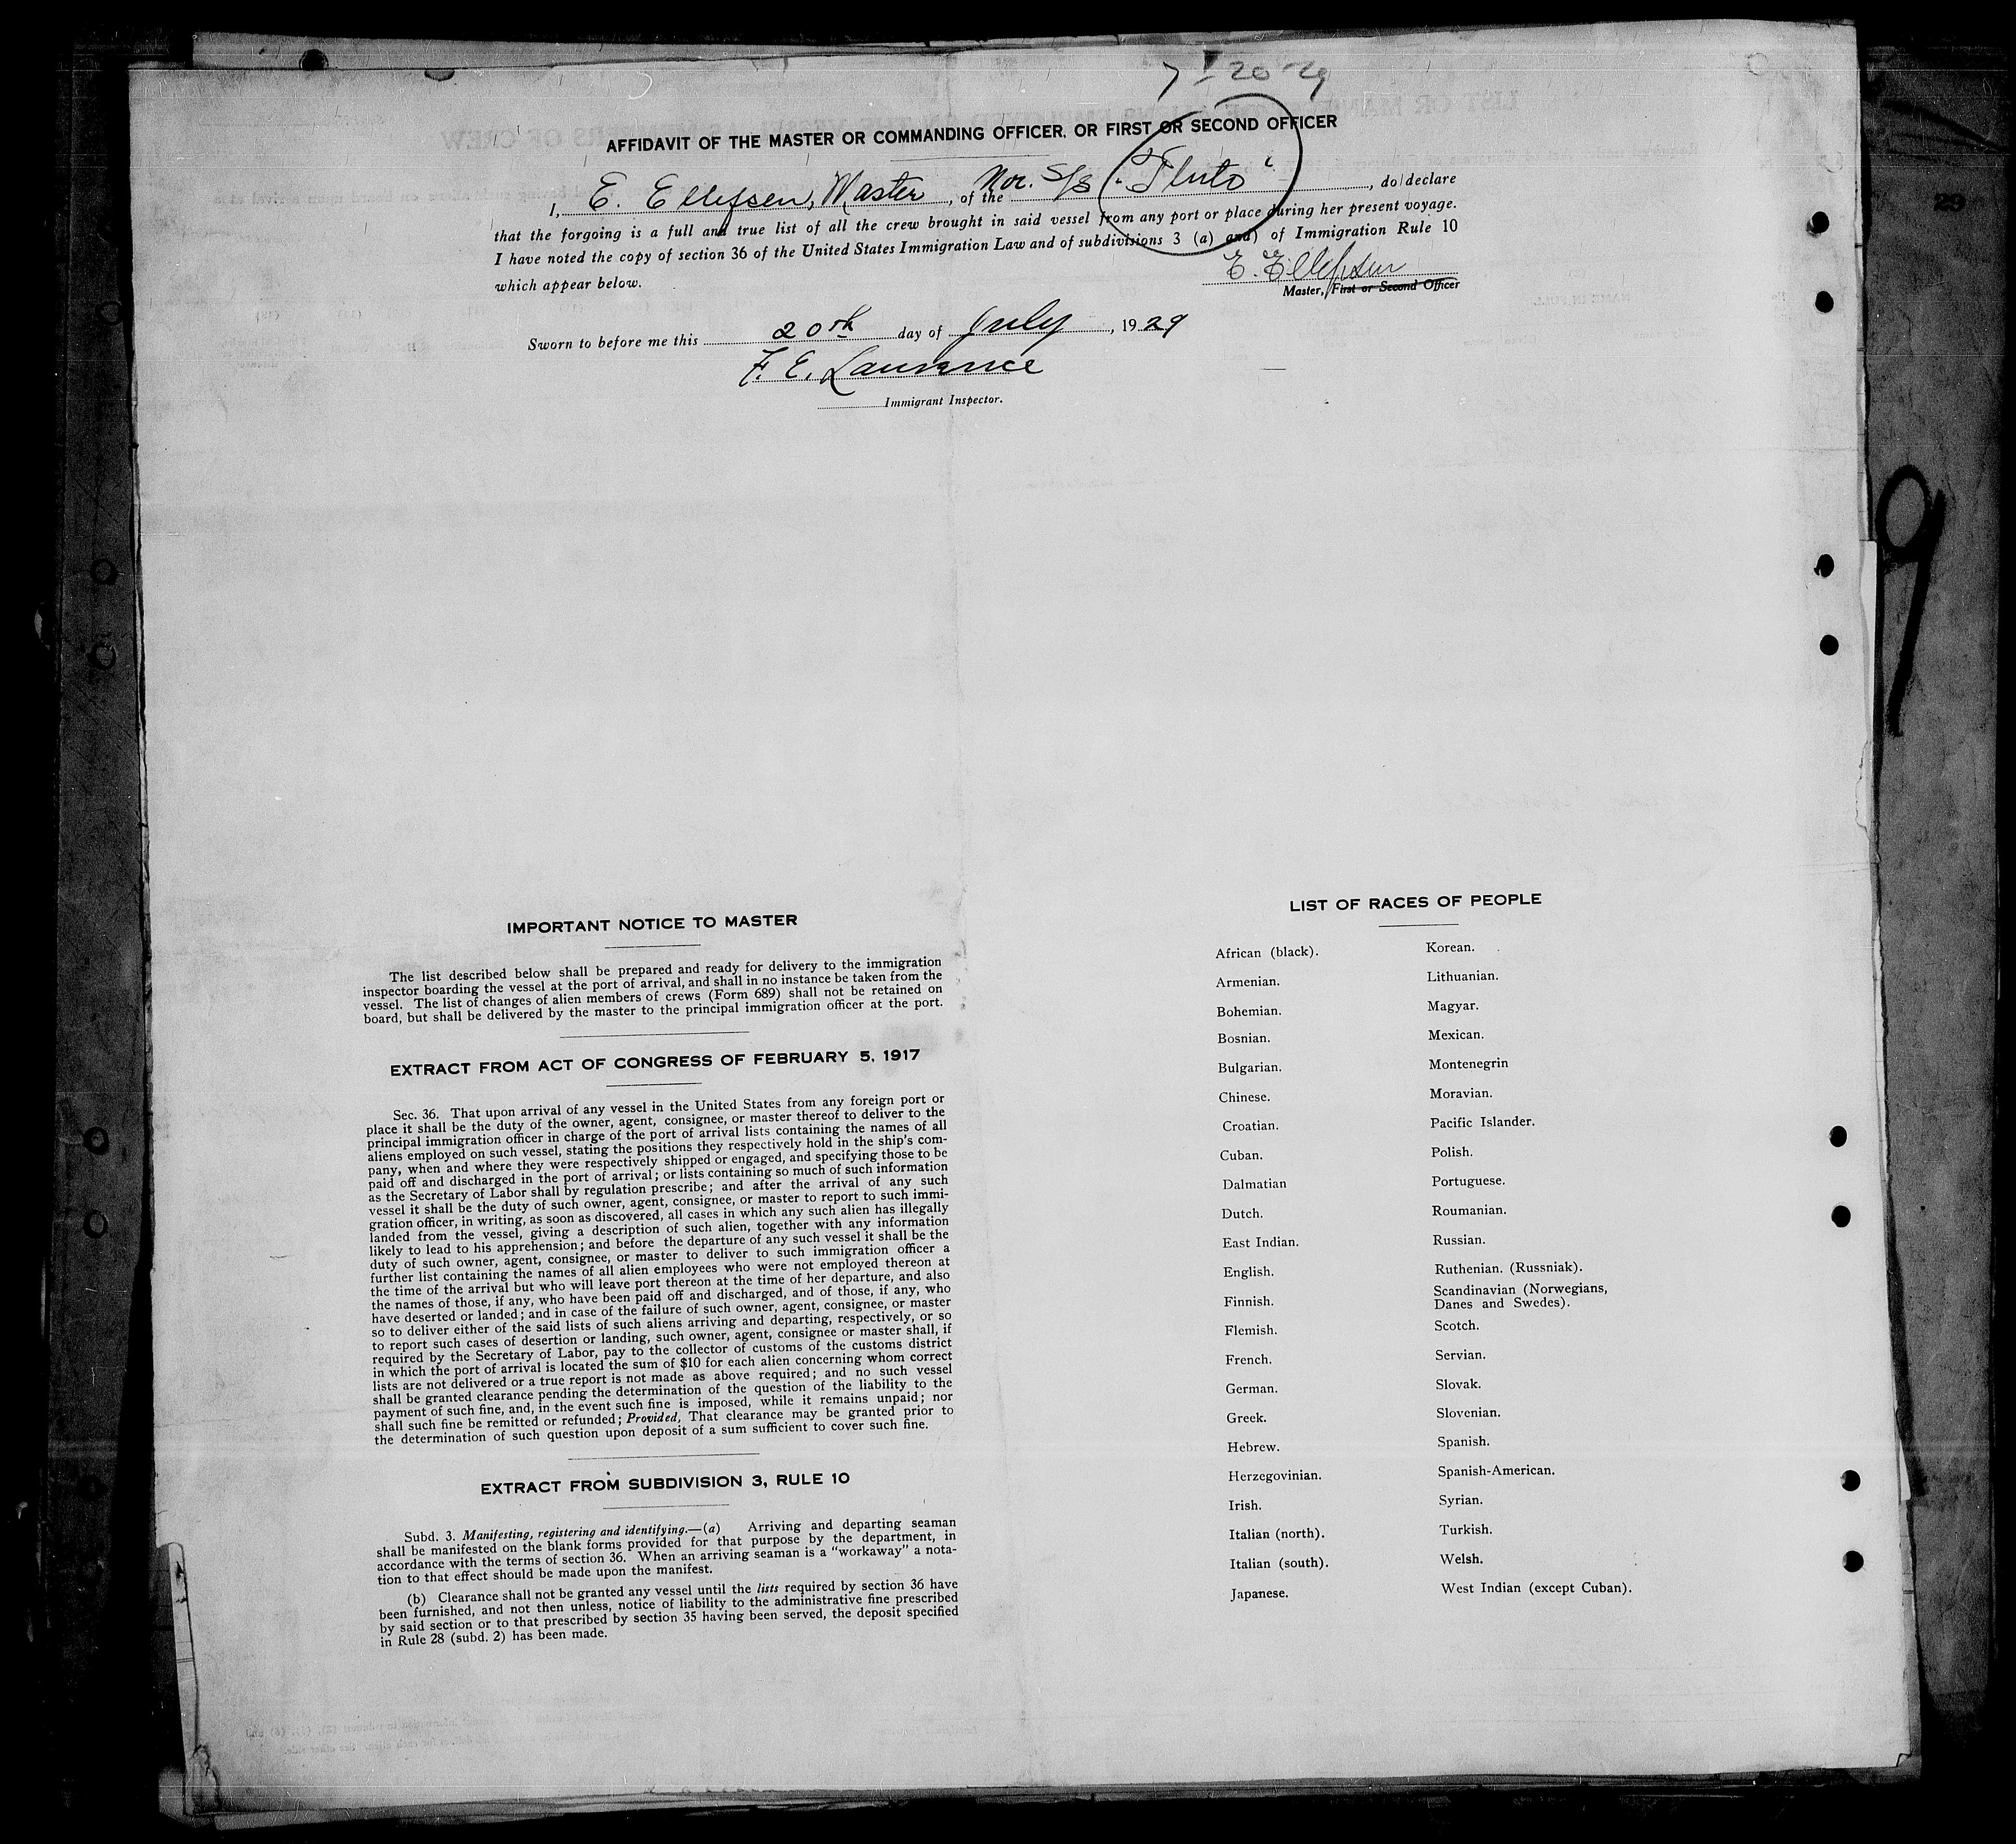 7-20-29
AFFIDAVIT OF THE MASTER OR COMMANDING OFFICER, OR FIRST OR SECOND OFFICER
I, E. Ellefsen, Master, of the Nor. S/S "Pluto", do declare
that the forgoing is a full and true list of all the crew brought in said vessel from any port or place during her present voyage.
I have noted the copy of section 36 of the United States Immigration Law and of subdivisions 3 (a) and) of Immigration Rule 10
which appear below.
E. Ellefsen
Master, First or Second Officer
Sworn to before me this 20th day of July, 1929
F. E. Laurance
Immigrant Inspector.
29
9
IMPORTANT NOTICE TO MASTER
The list described below shall be prepared and ready for delivery to the immigration
inspector boarding the vessel at the port of arrival, and shall in no instance be taken from the
vessel. The list of changes of alien members of crews (Form 689) shall not be retained on
board, but shall be delivered by the master to the principal immigration officer at the port.
EXTRACT FROM ACT OF CONGRESS OF FEBRUARY 5, 1917
Sec. 36. That upon arrival of any vessel in the United States from any foreign port or
place it shall be the duty of the owner, agent, consignee, or master thereof to deliver to the
principal immigration officer in charge of the port of arrival lists containing the names of all
aliens employed on such vessel, stating the positions they respectively hold in the ship's com-
pany, when and where they were respectively shipped or engaged, and specifying those to be
paid off and discharged in the port of arrival; or lists containing so much of such information
as the Secretary of Labor shall by regulation prescribe; and after the arrival of any such
vessel it shall be the duty of such owner, agent, consignee, or master to report to such immi-
gration officer, in writing, as soon as discovered, all cases in which any such alien has illegally
landed from the vessel, giving a description of such alien, together with any information
likely to lead to his apprehension; and before the departure of any such vessel it shall be the
duty of such owner, agent, consignee, or master to deliver to such immigration officer a
further list containing the names of all alien employees who were not employed thereon at
the time of the arrival but who will leave port thereon at the time of her departure, and also
the names of those, if any, who have been paid off and discharged, and of those, if any, who
have deserted or landed; and in case of the failure of such owner, agent, consignee, or master
so to deliver either of the said lists of such aliens arriving and departing, respectively, or so
to report such cases of desertion or landing, such owner, agent, consignee or master shall, if
required by the Secretary of Labor, pay to the collector of customs of the customs district
in which the port of arrival is located the sum of $10 for each alien concerning whom correct
lists are not delivered or a true report is not made as above required; and no such vessel
shall be granted clearance pending the determination of the question of the liability to the
payment of such fine, and, in the event such fine is imposed, while it remains unpaid; nor
shall such fine be remitted or refunded; Provided, That clearance may be granted prior to
the determination of such question upon deposit of a sum sufficient to cover such fine.
EXTRACT FROM SUBDIVISION 3, RULE 10
Subd. 3. Manifesting, registering and identifying.—(a) Arriving and departing seaman
shall be manifested on the blank forms provided for that purpose by the department, in
accordance with the terms of section 36. When an arriving seaman is a "workaway" a nota-
tion to that effect should be made upon the manifest.
(b) Clearance shall not be granted any vessel until the lists required by section 36 have
been furnished, and not then unless, notice of liability to the administrative fine prescribed
by said section or to that prescribed by section 35 having been served, the deposit specified
in Rule 28 (subd. 2) has been made.
LIST OF RACES OF PEOPLE
African (black).
Armenian.
Bohemian.
Bosnian.
Bulgarian.
Chinese.
Croatian.
Cuban.
Dalmatian
Dutch.
East Indian.
English.
Finnish.
Flemish.
French.
German.
Greek.
Hebrew.
Herzegovinian.
Irish.
Italian (north).
Italian (south).
Japanese.
Korean.
Lithuanian.
Magyar.
Mexican.
Montenegrin
Moravian.
Pacific Islander.
Polish.
Portuguese.
Roumanian.
Russian.
Ruthenian. (Russniak).
Scandinavian (Norwegians,
Danes and Swedes).
Scotch.
Servian.
Slovak.
Slovenian.
Spanish.
Spanish-American.
Syrian.
Turkish.
Welsh.
West Indian (except Cuban).